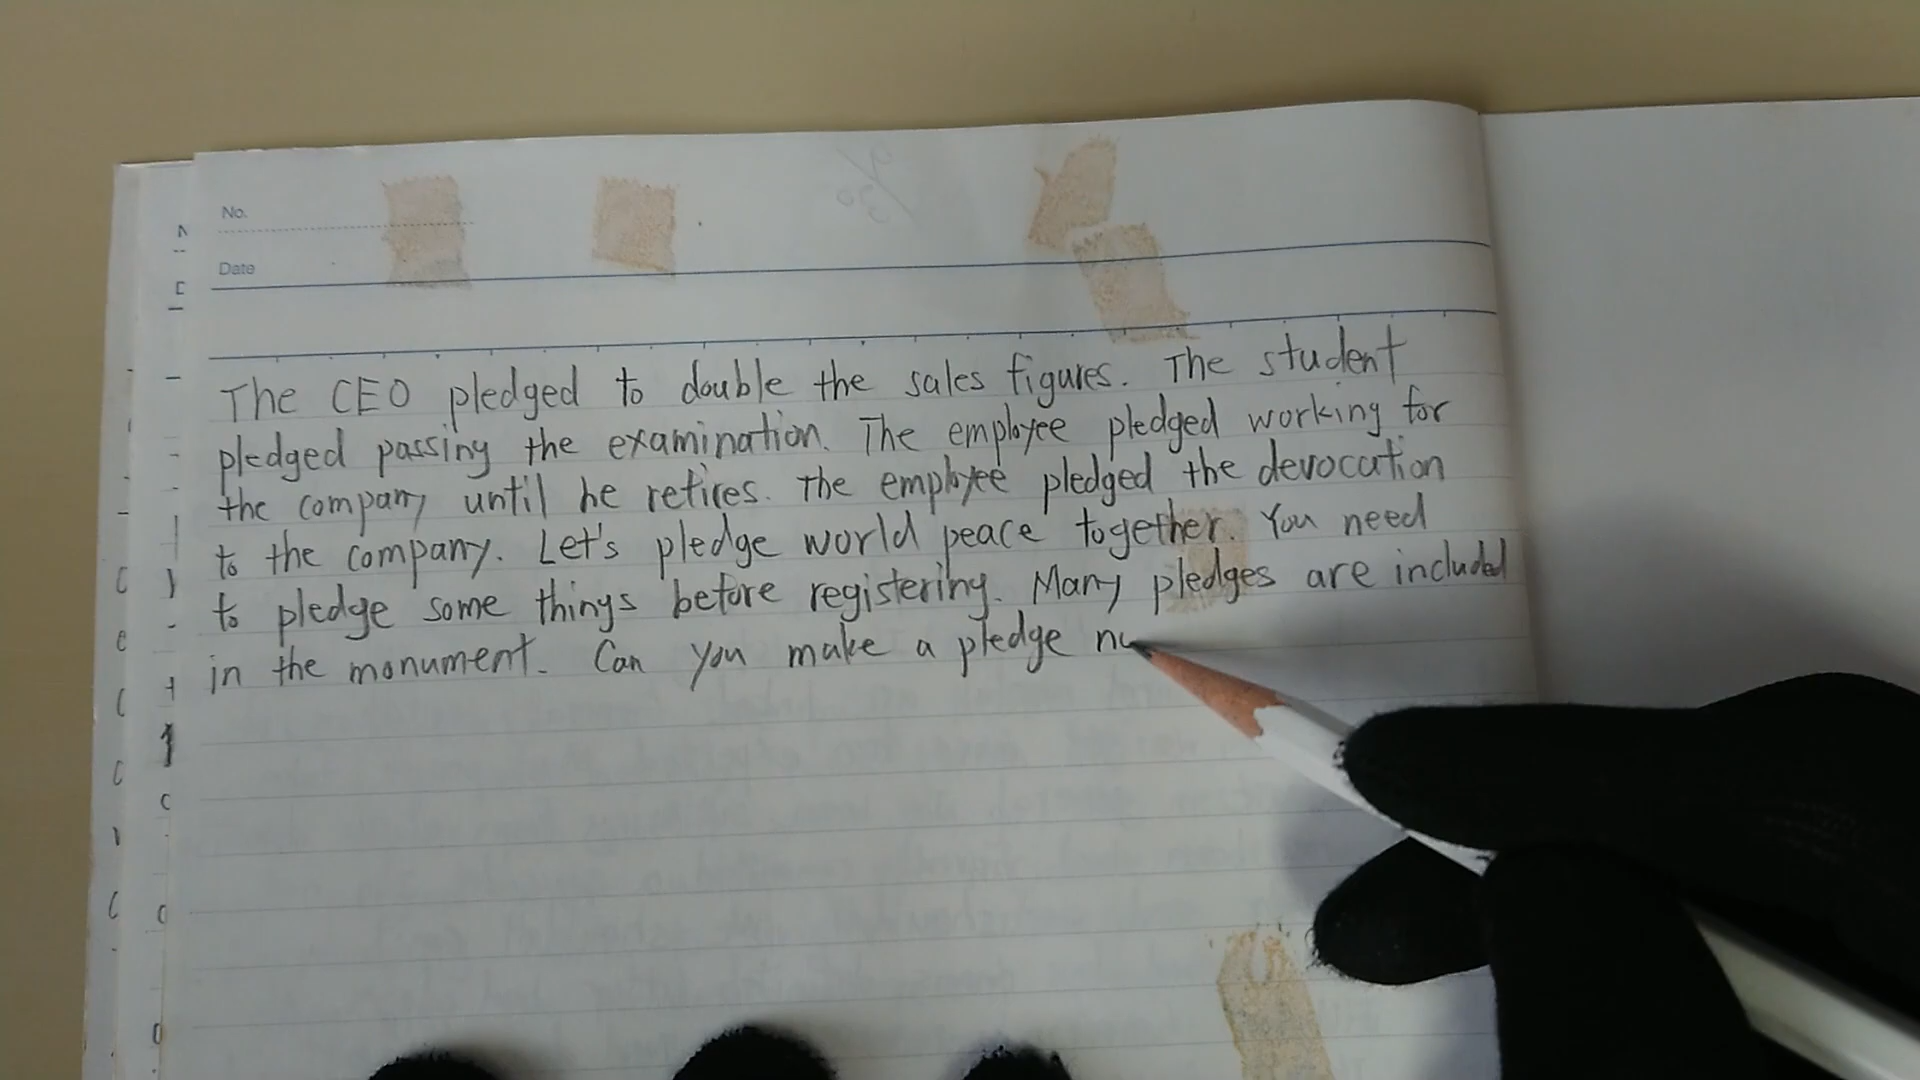 No.
Date
The CEO pledged to double the sales figures. The student
pledged passing the examination. The employee pledged working for
the company until he retires. The employee pledged the devocation
to the company. Let's pledge world peace together. You need
to pledge some things before registering. Many pledges are included
in the monument. Can you make a pledge